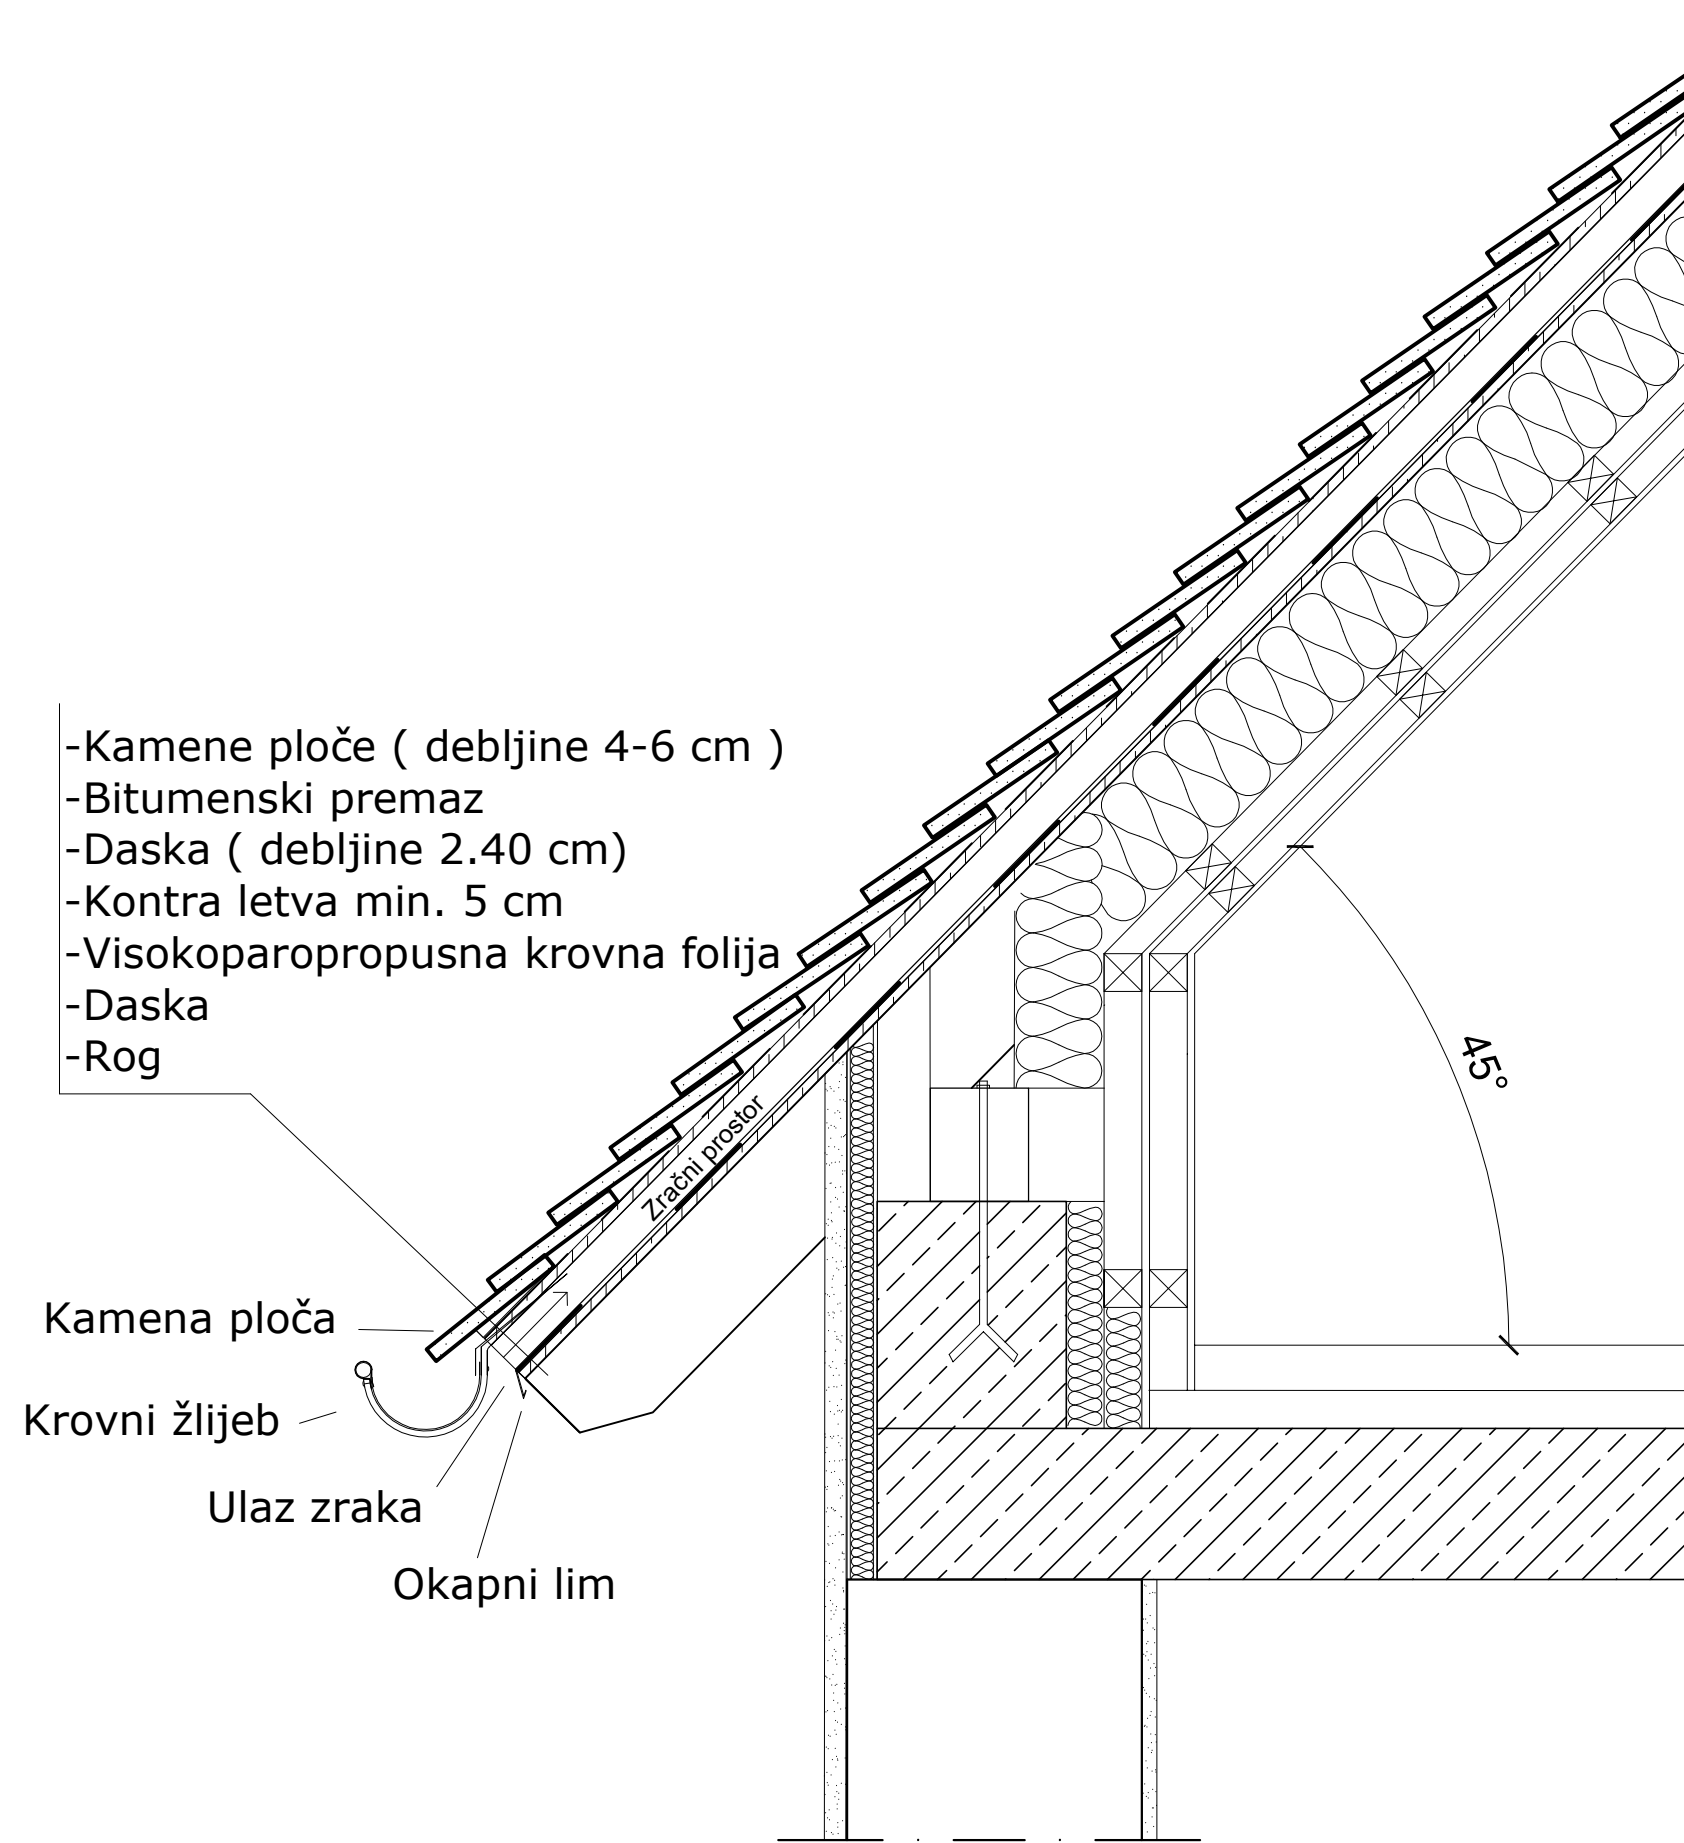 -Kamene ploče ( debljine 4-6 cm )
-Bitumenski premaz
-Daska ( debljine 2.40 cm)
-Kontra letva min. 5 cm
-Visokoparopropusna krovna folija
-Daska
-Rog
45°
Zračni prostor
Kamena ploča
Krovni žlijeb
Ulaz zraka
Okapni lim